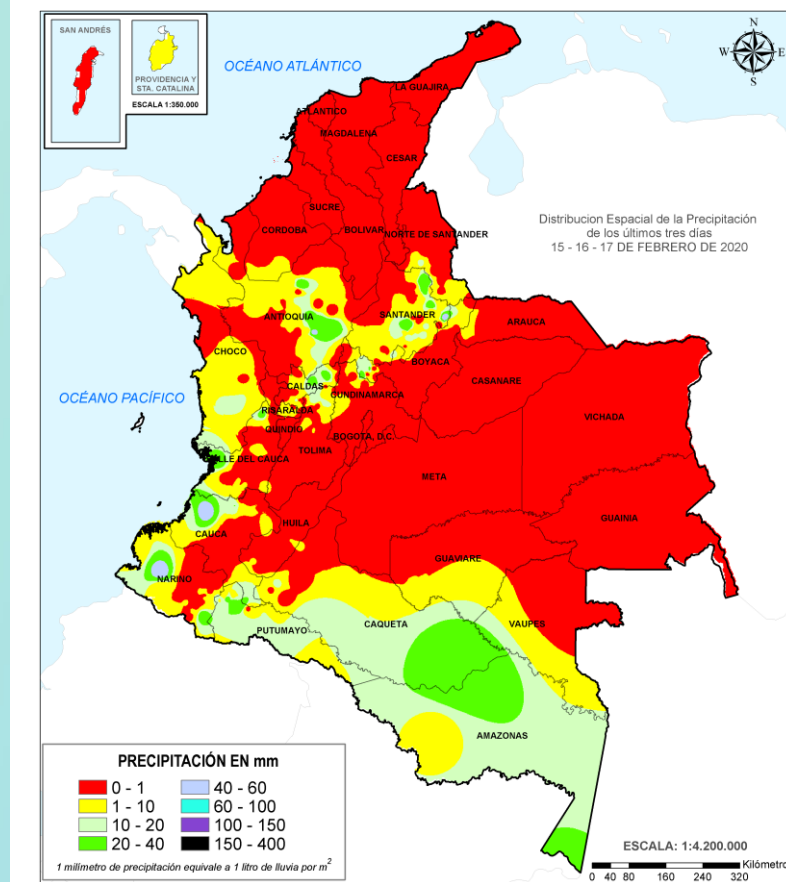 SAN ANDRÉS
PROVIDENCIA Y
STA. CATALINA
ESCALA 1:350.000
OCÉANO ATLÁNTICO
N
W
E
S
LA GUAJIRA
ATLANTICO
MAGDALENA
CESAR
SUCRE
CORDOBA
BOLIVAR
NORTE DE SANTANDER
Distribucion Espacial de la Precipitación
de los últimos tres días
15 - 16 - 17 DE FEBRERO DE 2020
ANTIOQUIA
SANTANDER
ARAUCA
CHOCO
BOYACA
CASANARE
CALDAS
CUNDINAMARCA
OCÉANO PACÍFICO
RISARALDA
VICHADA
QUINDIO
BOGOTA, D.C.
TOLIMA
VALLE DEL CAUCA
META
GUAINIA
HUILA
CAUCA
GUAVIARE
NARIÑO
CAQUETA
VAUPES
PUTUMAYO
AMAZONAS
PRECIPITACIÓN EN mm
0 - 1
40 - 60
1 - 10
60 - 100
10 - 20
100 - 150
20 - 40
150 - 400
1 milímetro de precipitación equivale a 1 litro de lluvia por m²
ESCALA: 1:4.200.000
Kilómetro
0 40 80 160 240 320